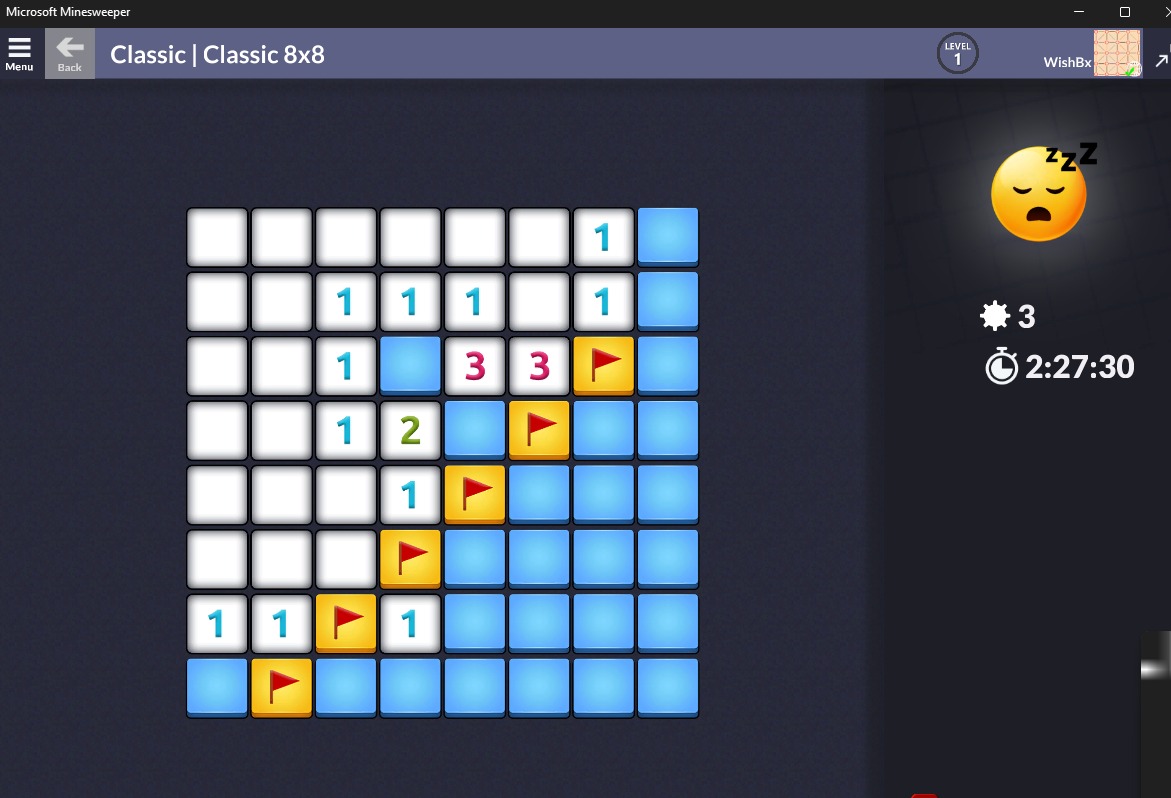 Microsoft Minesweeper
Menu
Back
Classic | Classic 8x8
LEVEL
1
WishBx
z z z
3
2:27:30
1
1 1 1 1
1 3 3
1 2
1
1 1 1